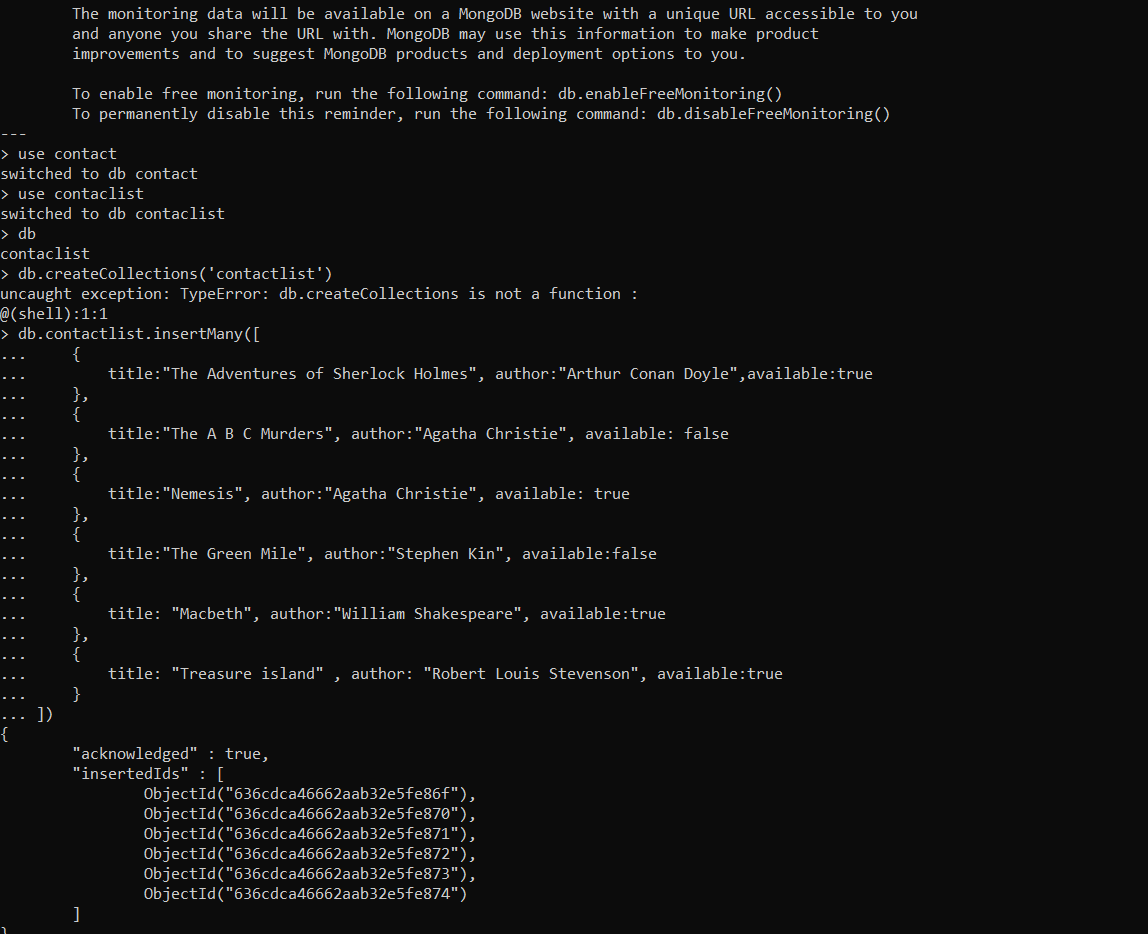 The monitoring data will be available on a MongoDB website with a unique URL accessible to you
and anyone you share the URL with. MongoDB may use this information to make product
improvements and to suggest MongoDB products and deployment options to you.
To enable free monitoring, run the following command: db.enableFreeMonitoring()
To permanently disable this reminder, run the following command: db.disableFreeMonitoring()
---
> use contact
switched to db contact
> use contaclist
switched to db contaclist
> db
contaclist
> db.createCollections('contactlist')
uncaught exception: TypeError: db.createCollections is not a function :
@(shell):1:1
> db.contactlist.insertMany([
...     {
...         title:"The Adventures of Sherlock Holmes", author:"Arthur Conan Doyle",available:true
...     },
...     {
...         title:"The A B C Murders", author:"Agatha Christie", available: false
...     },
...     {
...         title:"Nemesis", author:"Agatha Christie", available: true
...     },
...     {
...         title:"The Green Mile", author:"Stephen Kin", available:false
...     },
...     {
...         title: "Macbeth", author:"William Shakespeare", available:true
...     },
...     {
...         title: "Treasure island" , author: "Robert Louis Stevenson", available:true
...     }
... ])
{
        "acknowledged" : true,
        "insertedIds" : [
                ObjectId("636cdca46662aab32e5fe86f"),
                ObjectId("636cdca46662aab32e5fe870"),
                ObjectId("636cdca46662aab32e5fe871"),
                ObjectId("636cdca46662aab32e5fe872"),
                ObjectId("636cdca46662aab32e5fe873"),
                ObjectId("636cdca46662aab32e5fe874")
        ]
}